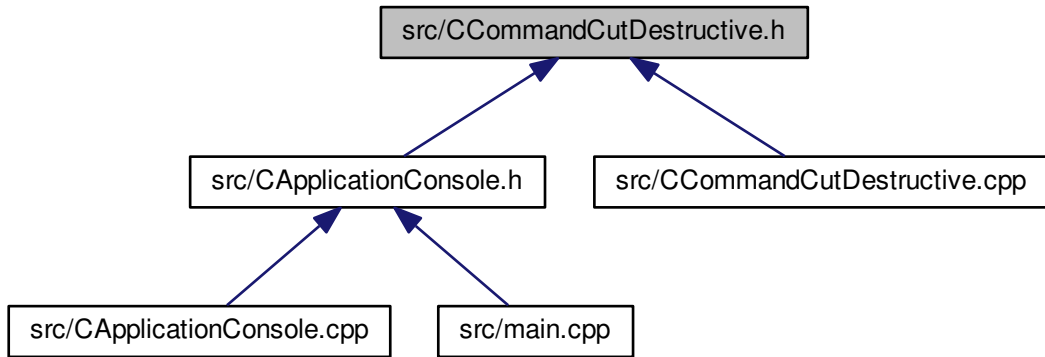 src/CCommandCutDestructive.h
src/CApplicationConsole.h
src/CCommandCutDestructive.cpp
src/CApplicationConsole.cpp
src/main.cpp